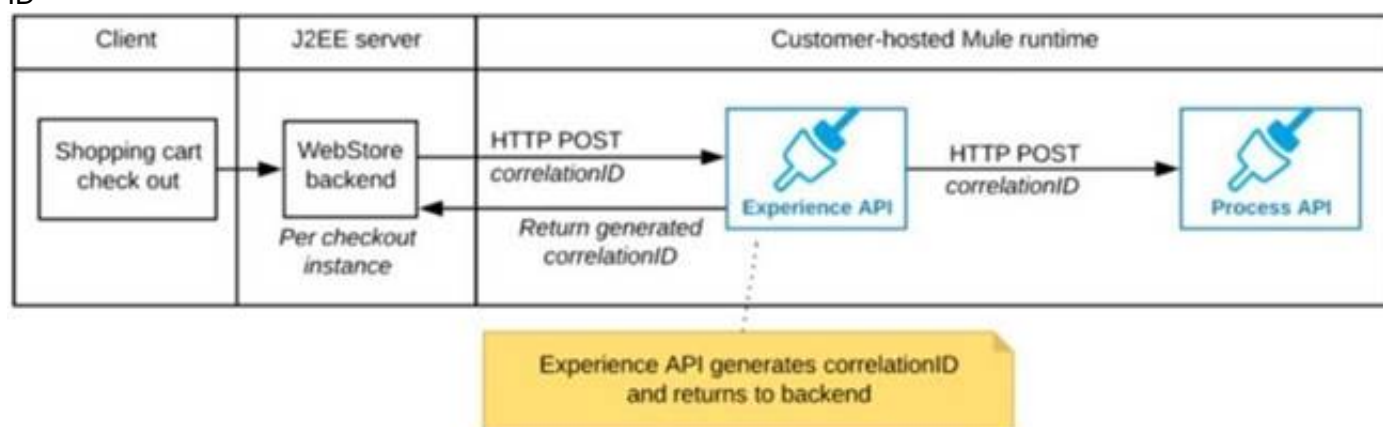 ID
Client
J2EE server
Customer-hosted Mule runtime
Shopping cart
check out
WebStore
backend
Per checkout
instance
HTTP POST
correlationID
Return generated
correlationID
Experience API
HTTP POST
correlationID
Process API
Experience API generates correlationID
and returns to backend